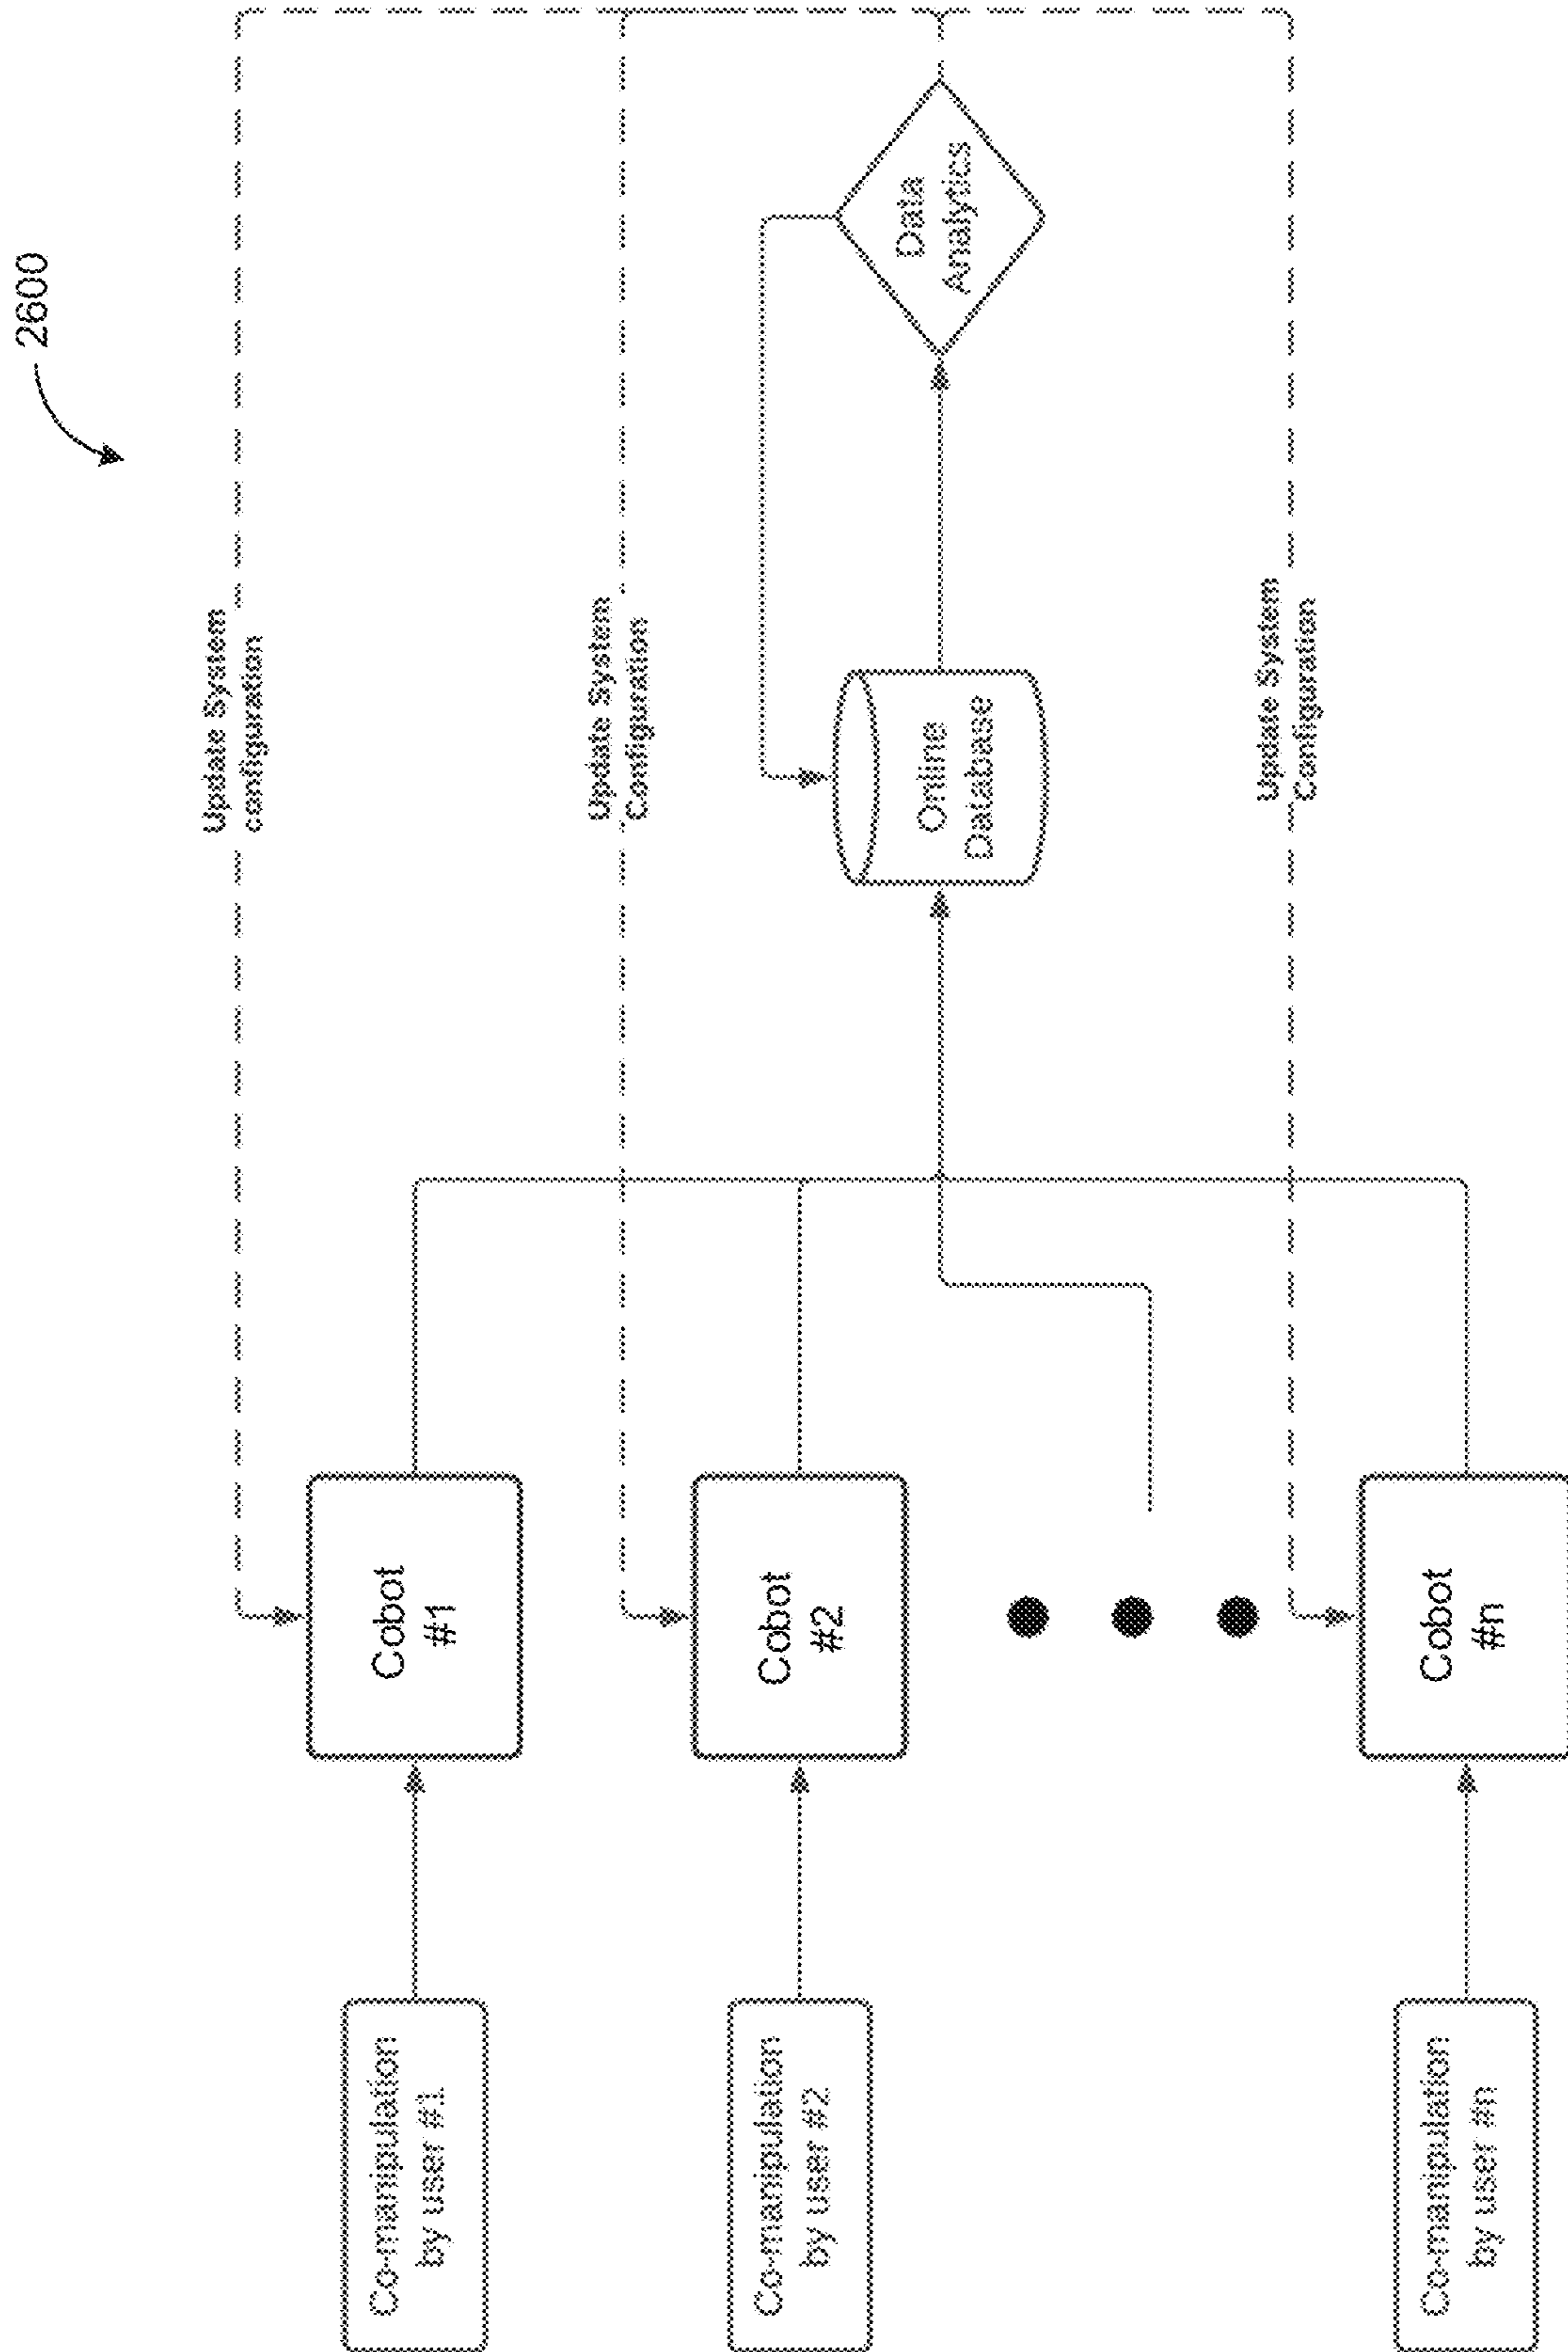 2600
Update System
configuration
Co-manipulation
by user #1
Cobot
#1
Update System
Configuration
Co-manipulation
by user #2
Cobot
#2
Online
Database
Data
Analytics
Update System
Configuration
Co-manipulation
by user #n
Cobot
#n